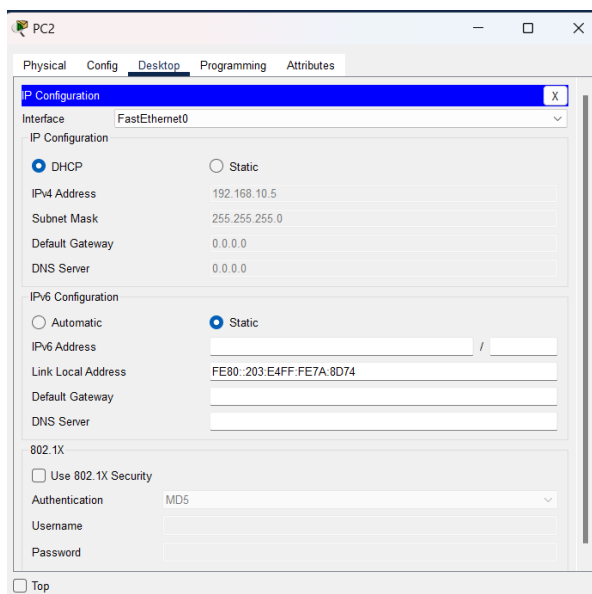 PC2
Physical Config Desktop Programming Attributes
IP Configuration X
Interface FastEthernet0
IP Configuration
DHCP Static
IPv4 Address 192.168.10.5
Subnet Mask 255.255.255.0
Default Gateway 0.0.0.0
DNS Server 0.0.0.0
IPv6 Configuration
Automatic Static
IPv6 Address /
Link Local Address FE80::203:E4FF:FE7A:8D74
Default Gateway
DNS Server
802.1X
Use 802.1X Security
Authentication MD5
Username
Password
Top